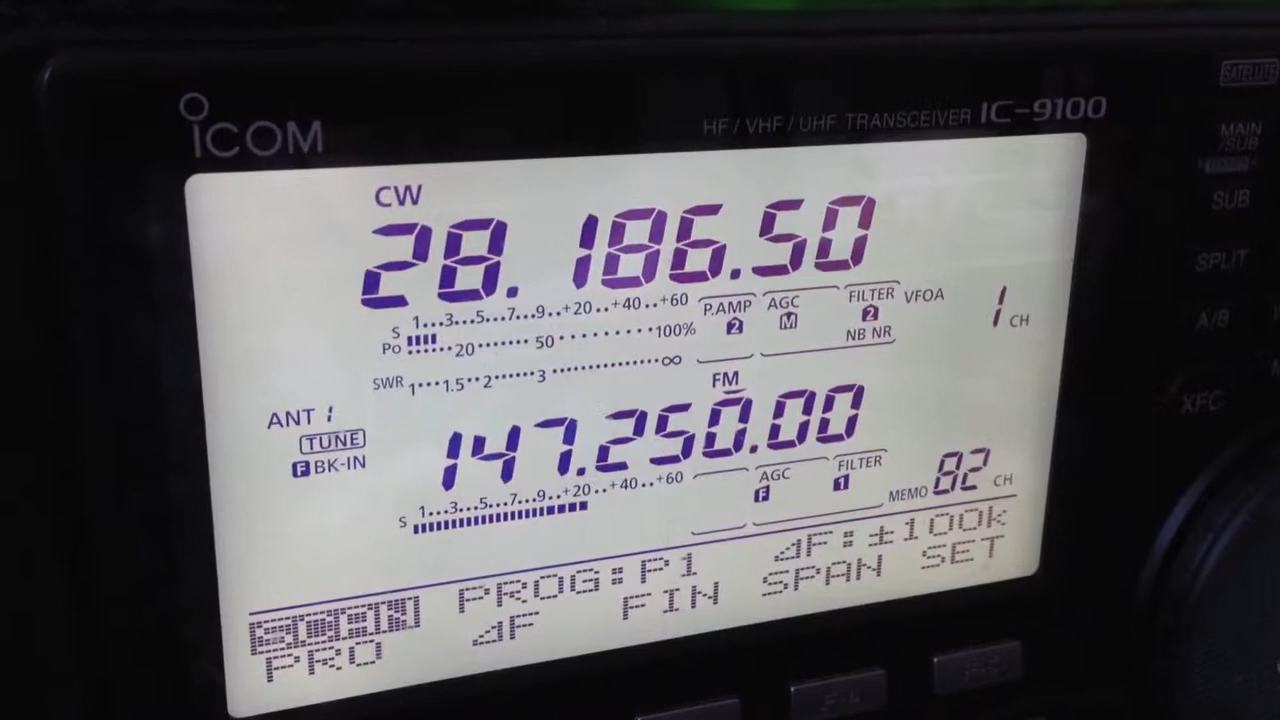 ICOM
HF / VHF / UHF TRANSCEIVER IC-9100
SATELLITE
MAIN
/SUB
SUB
SPLIT
A/B
XFC
CW
28.186.50
S 1...3...5...7...9..+20..+40..+60
Po 20 50 100%
SWR 1 1.5 2 3 ∞
P.AMP 2
AGC M
FILTER 2
NB NR
VFOA
1 CH
ANT 1
TUNE
F BK-IN
FM
147.250.00
S 1...3...5...7...9..+20..+40..+60
AGC F
FILTER 1
MEMO 82 CH
SCAN PROG:P1 ⊿F:±100k
PRO ⊿F FIN SPAN SET
F-4